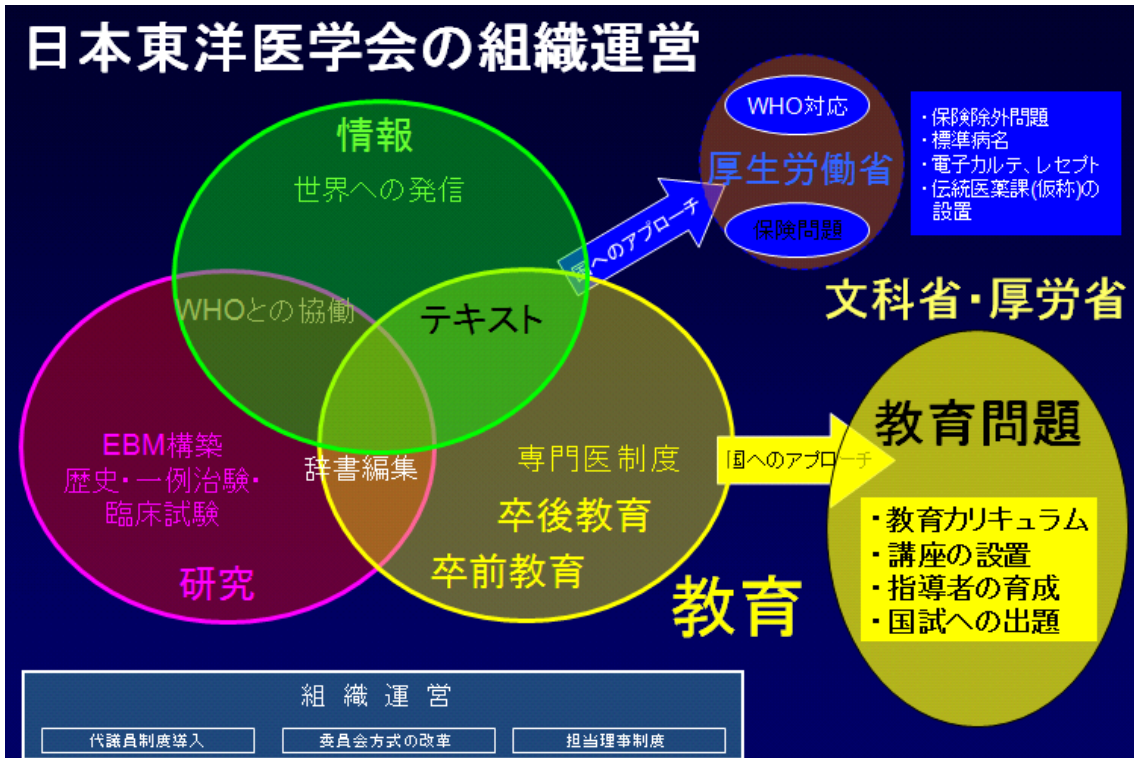 日本東洋医学会の組織運営
情報
世界への発信
WHOとの協働
テキスト
EBM構築
歴史・一例治験・
臨床試験
研究
辞書編集
専門医制度
卒後教育
卒前教育
教育
国へのアプローチ
WHO対応
厚生労働省
保険問題
・保険除外問題
・標準病名
・電子カルテ、レセプト
・伝統医薬課(仮称)の
設置
文科省・厚労省
国へのアプローチ
教育問題
・教育カリキュラム
・講座の設置
・指導者の育成
・国試への出題
組織運営
代議員制度導入
委員会方式の改革
担当理事制度